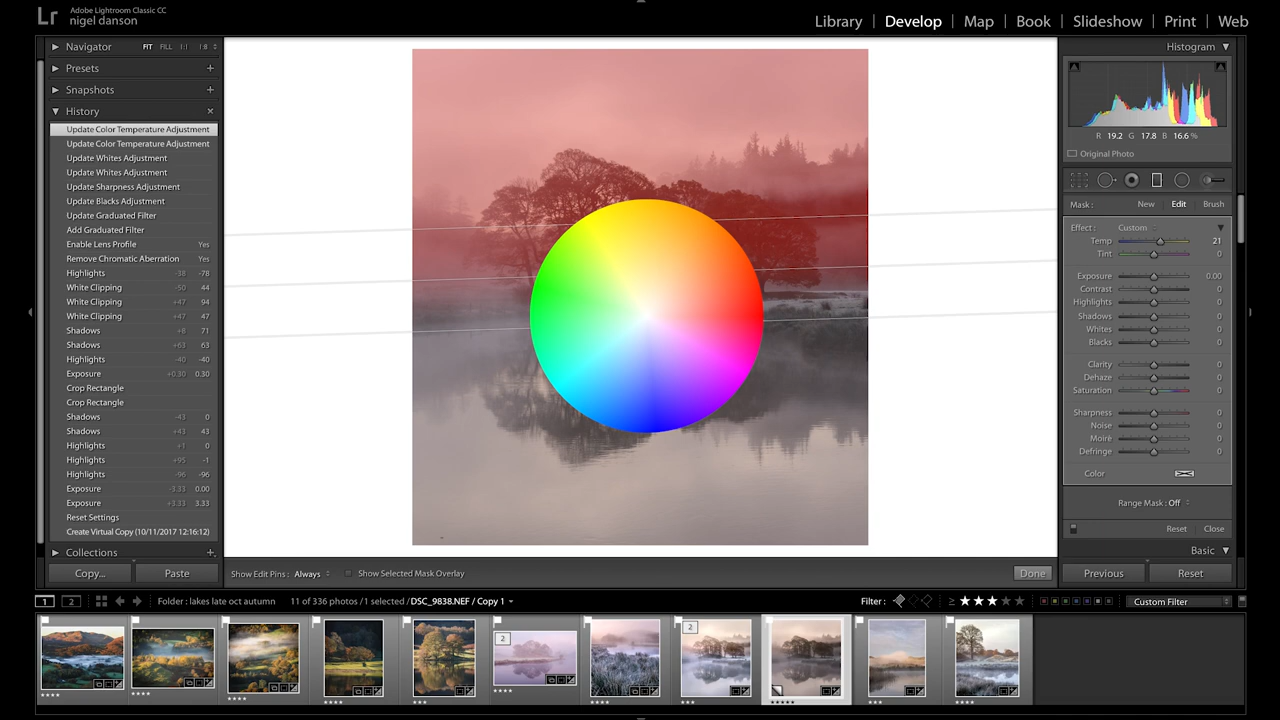 Lr Adobe Lightroom Classic CC
nigel danson
Library | Develop | Map | Book | Slideshow | Print | Web
Navigator FIT FILL 1:1 1:8
Presets
Snapshots
History
Update Color Temperature Adjustment
Update Color Temperature Adjustment
Update Whites Adjustment
Update Whites Adjustment
Update Sharpness Adjustment
Update Blacks Adjustment
Update Graduated Filter
Add Graduated Filter
Enable Lens Profile Yes
Remove Chromatic Aberration Yes
Highlights -38 -78
White Clipping -50 44
White Clipping +47 94
White Clipping +47 47
Shadows +8 71
Shadows +63 63
Highlights -40 -40
Exposure +0.30 0.30
Crop Rectangle
Crop Rectangle
Shadows -43 0
Shadows +43 43
Highlights +1 0
Highlights +95 -1
Highlights -96 -96
Exposure -3.33 0.00
Exposure +3.33 3.33
Reset Settings
Create Virtual Copy (10/11/2017 12:16:12)
Collections
Copy... Paste
Show Edit Pins : Always Show Selected Mask Overlay Done
Histogram
R 19.2 G 17.8 B 16.6 %
Original Photo
Mask : New Edit Brush
Effect : Custom
Temp 21
Tint 0
Exposure 0.00
Contrast 0
Highlights 0
Shadows 0
Whites 0
Blacks 0
Clarity 0
Dehaze 0
Saturation 0
Sharpness 0
Noise 0
Moiré 0
Defringe 0
Color
Range Mask : Off
Reset Close
Basic
Previous Reset
1 2 Folder : lakes late oct autumn 11 of 336 photos /1 selected /DSC_9838.NEF / Copy 1 Filter : ≥ ★★★★★ Custom Filter
2
2